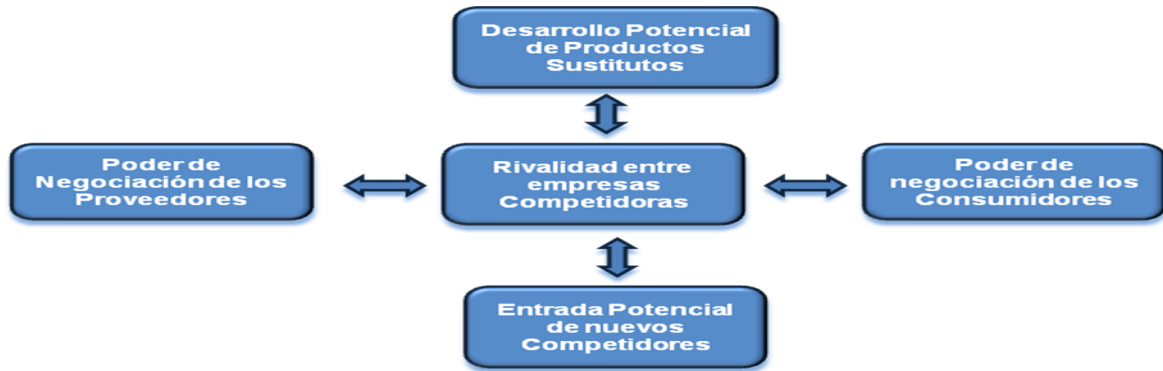 Desarrollo Potencial
de Productos
Sustitutos
Poder de
Negociación de los
Proveedores
Rivalidad entre
empresas
Competidoras
Poder de
negociación de los
Consumidores
Entrada Potencial
de nuevos
Competidores